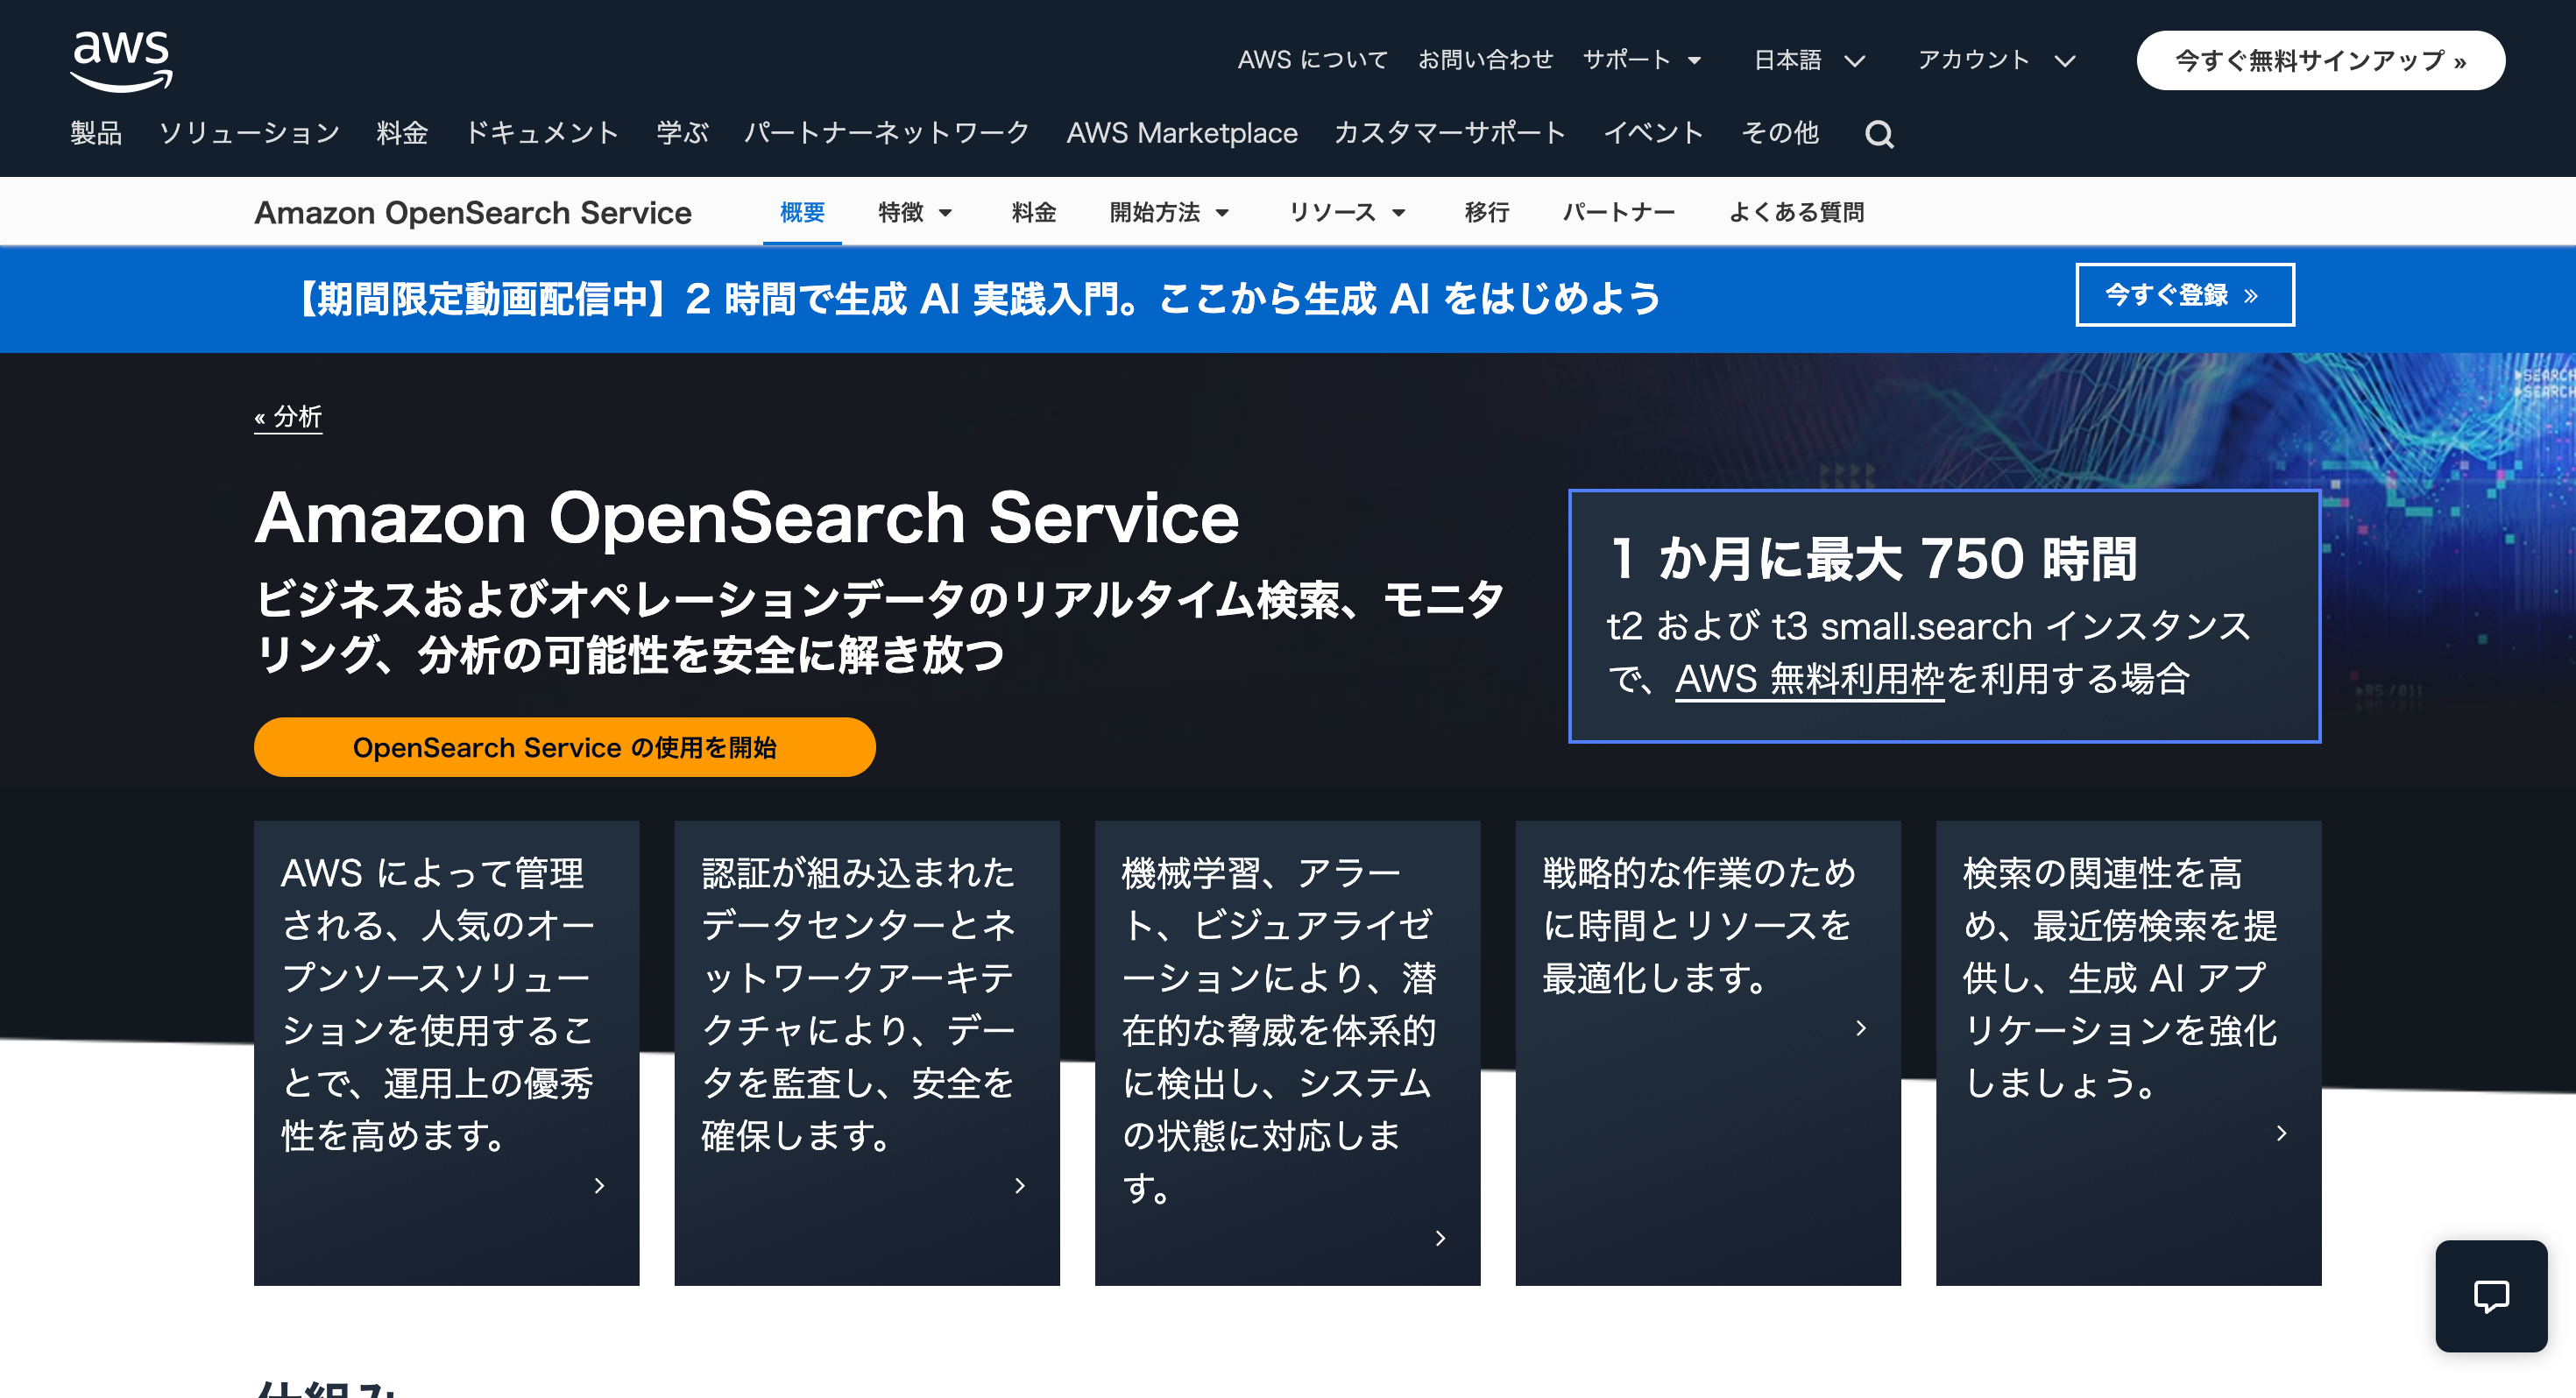 aws
AWS について お問い合わせ サポート 日本語 アカウント 今すぐ無料サインアップ »
製品 ソリューション 料金 ドキュメント 学ぶ パートナーネットワーク AWS Marketplace カスタマーサポート イベント その他
Amazon OpenSearch Service 概要 特徴 料金 開始方法 リソース 移行 パートナー よくある質問
【期間限定動画配信中】2 時間で生成 AI 実践入門。ここから生成 AI をはじめよう
今すぐ登録 »
« 分析
Amazon OpenSearch Service
ビジネスおよびオペレーションデータのリアルタイム検索、モニタ
リング、分析の可能性を安全に解き放つ
OpenSearch Service の使用を開始
1 か月に最大 750 時間
t2 および t3 small.search インスタンス
で、AWS 無料利用枠を利用する場合
SEARCH
SEARCH
AWS によって管理
される、人気のオー
プンソースソリュー
ションを使用するこ
とで、運用上の優秀
性を高めます。
認証が組み込まれた
データセンターとネ
ットワークアーキテ
クチャにより、デー
タを監査し、安全を
確保します。
機械学習、アラー
ト、ビジュアライゼ
ーションにより、潜
在的な脅威を体系的
に検出し、システム
の状態に対応しま
す。
戦略的な作業のため
に時間とリソースを
最適化します。
検索の関連性を高
め、最近傍検索を提
供し、生成 AI アプ
リケーションを強化
しましょう。
仕組み